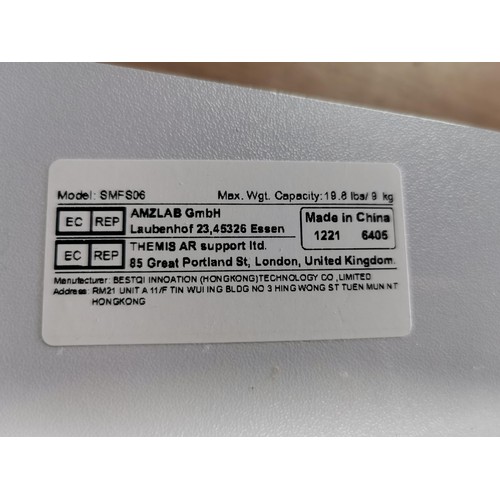 Model: SMFS06 Max. Wgt. Capacity: 19.8 lbs/ 9 kg
EC REP AMZLAB GmbH
Laubenhof 23,45326 Essen
Made in China
1221 6405
EC REP THEMIS AR support ltd.
85 Great Portland St, London, United Kingdom.
Manufacturer: BESTQI INNOATION (HONGKONG)TECHNOLOGY CO.,LIMITED
Address: RM21 UNIT A 11/F TIN WUI ING BLDG NO 3 HING WONG ST TUEN MUN NT
HONGKONG